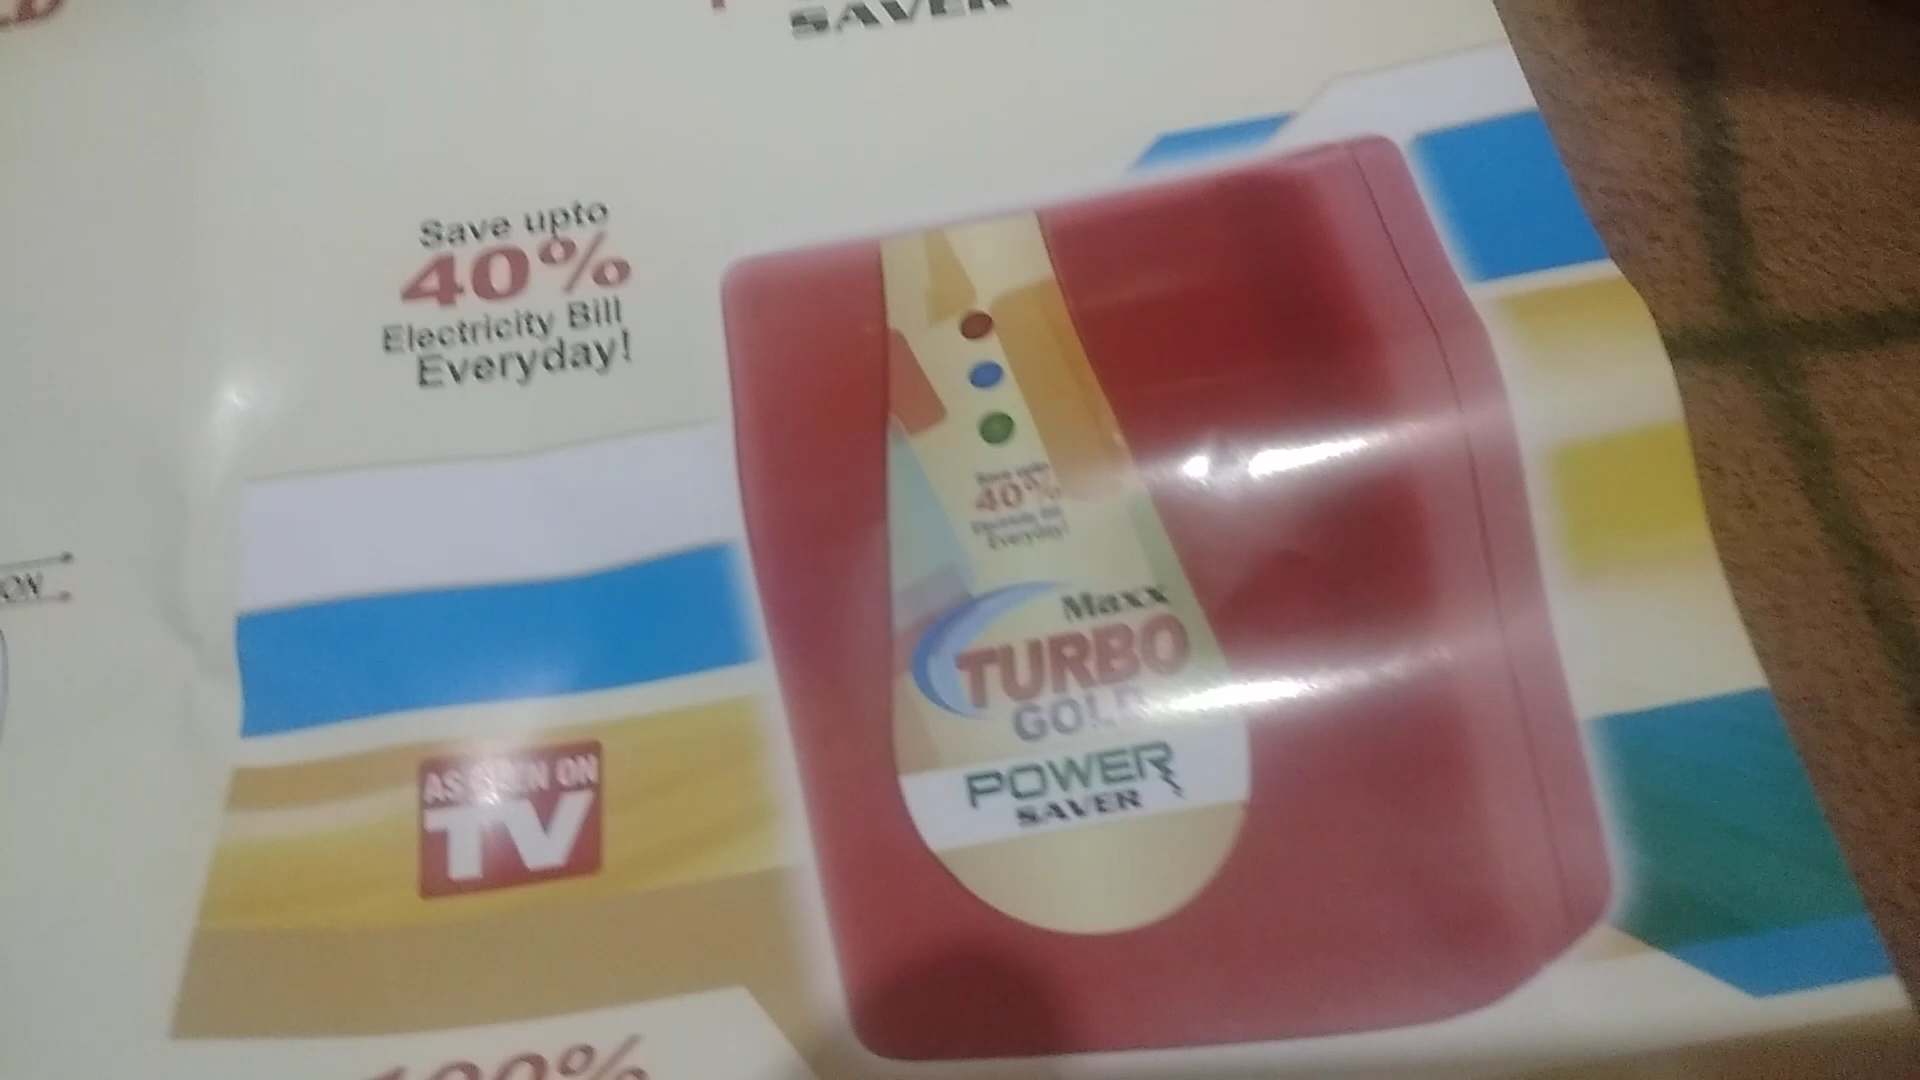 SAVER
Save upto
40%
Electricity Bill
Everyday!
Save upto
40%
Electricity Bill
Everyday!
ON
Maxx
TURBO
GOLD
POWER
SAVER
AS SEEN ON
TV
100%